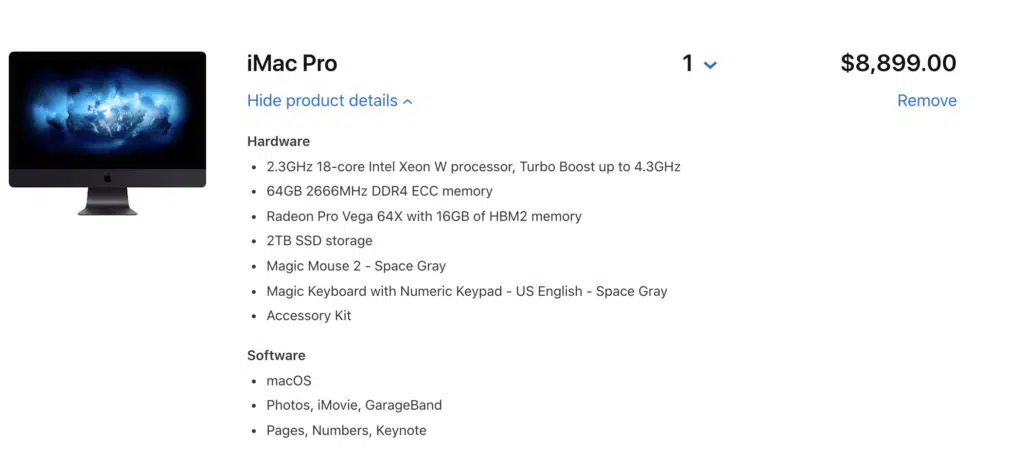 iMac Pro 1 $8,899.00
Hide product details Remove
Hardware
• 2.3GHz 18-core Intel Xeon W processor, Turbo Boost up to 4.3GHz
• 64GB 2666MHz DDR4 ECC memory
• Radeon Pro Vega 64X with 16GB of HBM2 memory
• 2TB SSD storage
• Magic Mouse 2 - Space Gray
• Magic Keyboard with Numeric Keypad - US English - Space Gray
• Accessory Kit
Software
• macOS
• Photos, iMovie, GarageBand
• Pages, Numbers, Keynote